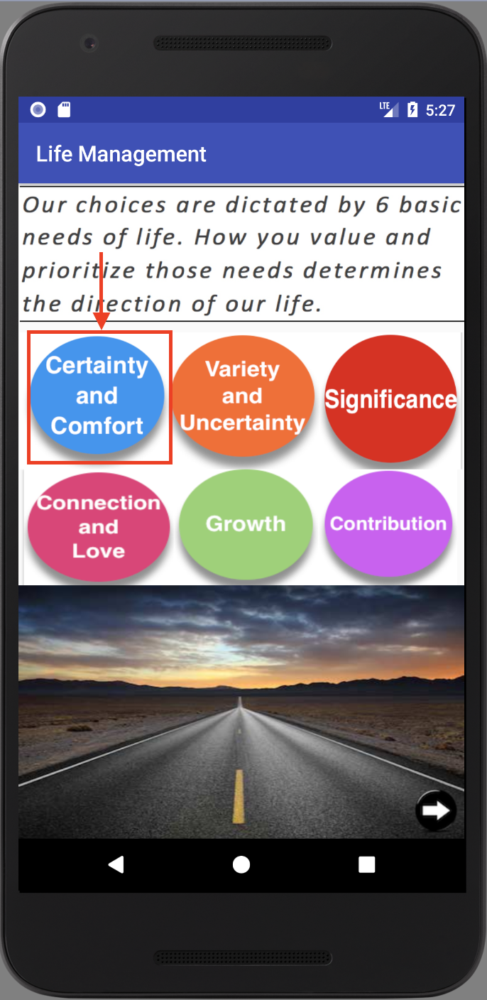 LTE 5:27
Life Management
Our choices are dictated by 6 basic
needs of life. How you value and
prioritize those needs determines
the direction of our life.
Certainty
and
Comfort
Variety
and
Uncertainty
Significance
Connection
and
Love
Growth
Contribution